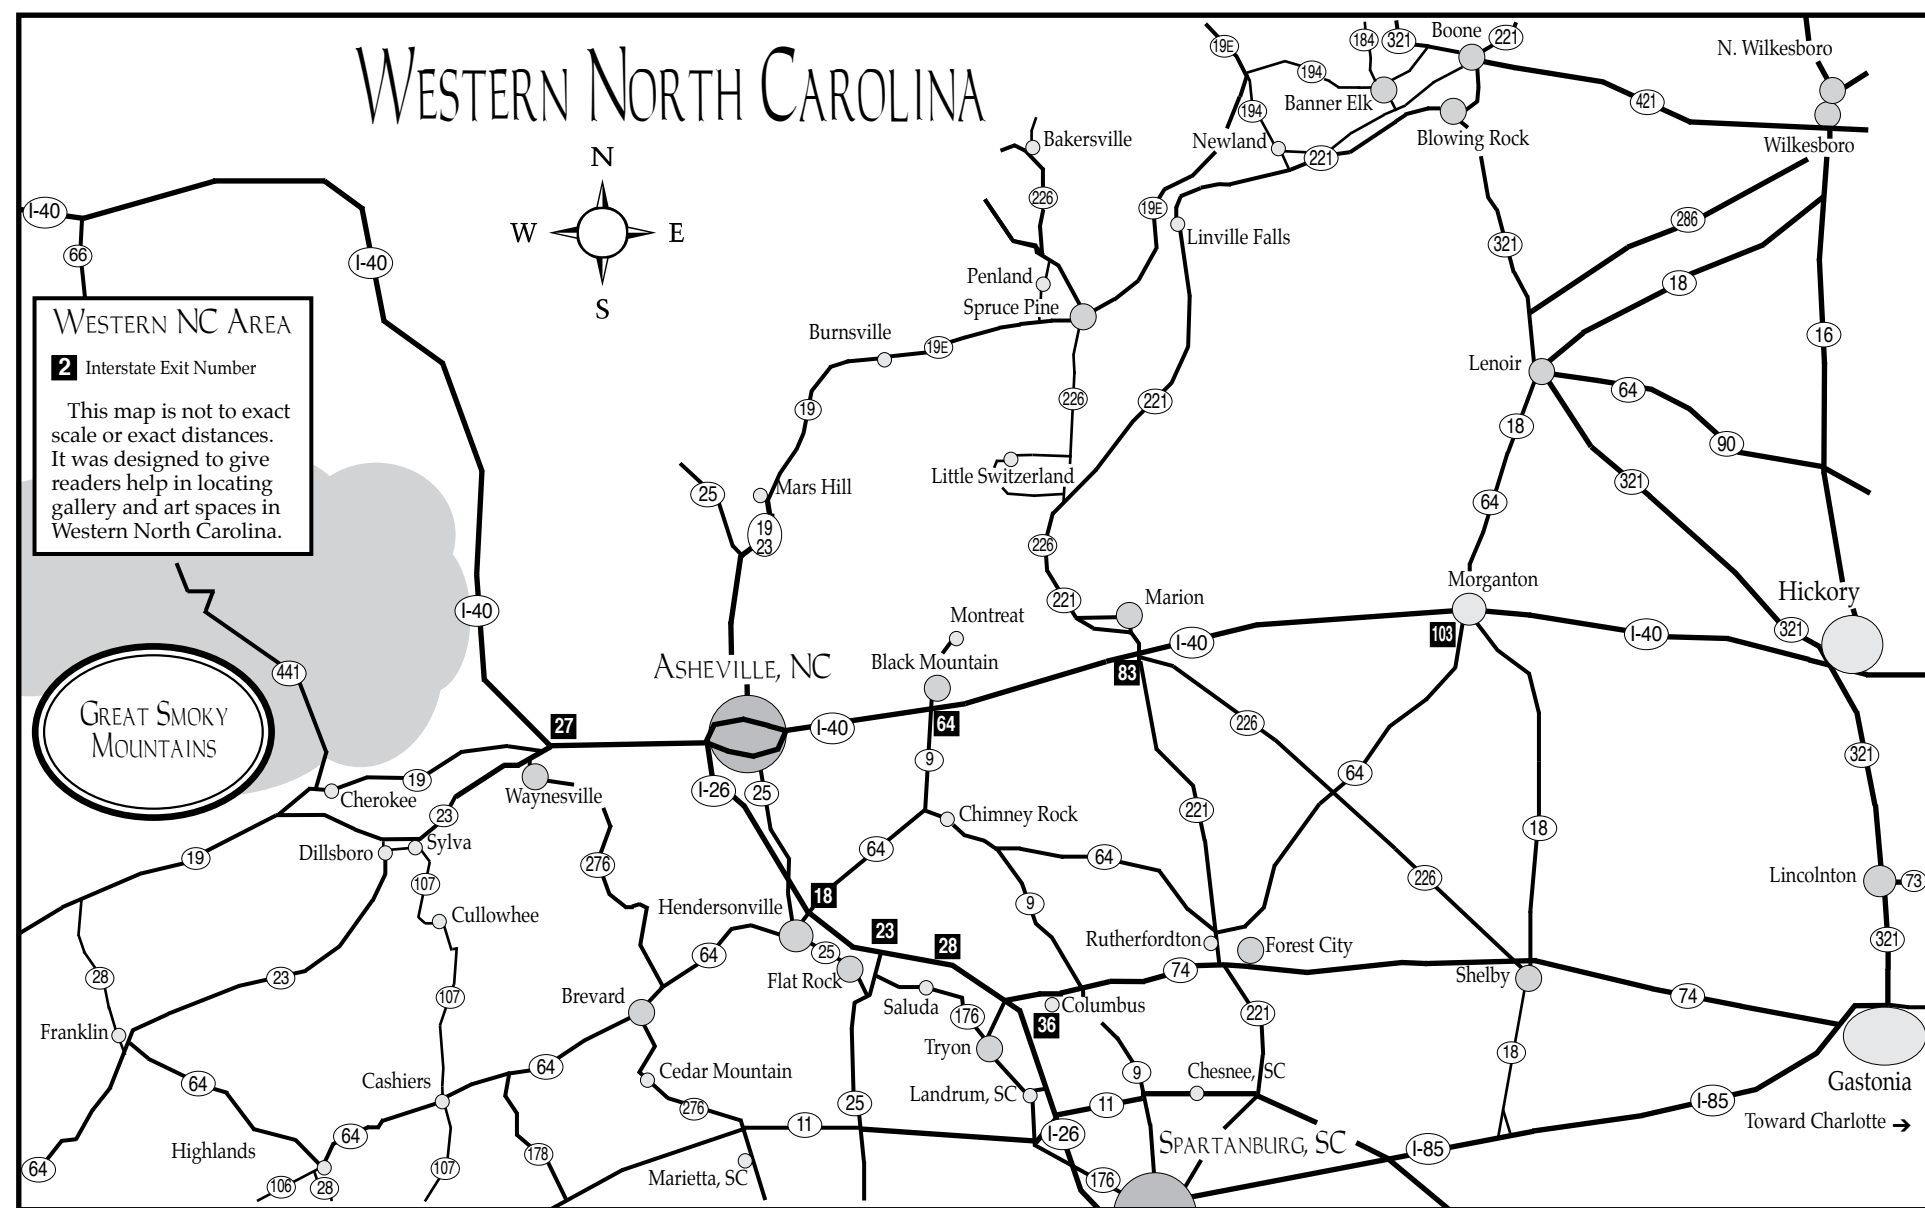 WESTERN NORTH CAROLINA
N
W
E
S
WESTERN NC AREA
2 Interstate Exit Number
This map is not to exact
scale or exact distances.
It was designed to give
readers help in locating
gallery and art spaces in
Western North Carolina.
GREAT SMOKY
MOUNTAINS
I-40
66
I-40
I-40
441
27
19
Cherokee
19
23
Waynesville
Dillsboro
Sylva
107
Cullowhee
107
276
28
23
Franklin
64
64
Highlands
106
28
64
Cashiers
107
64
178
Brevard
64
Cedar Mountain
276
11
Marietta, SC
25
19E
184
321
Boone
221
194
Banner Elk
194
Newland
221
Blowing Rock
421
N. Wilkesboro
Wilkesboro
Bakersville
226
19E
Linville Falls
321
286
18
16
Penland
Spruce Pine
Burnsville
19E
19
226
221
Lenoir
64
18
90
321
64
Little Switzerland
25
Mars Hill
19
23
226
221
Marion
Morganton
103
Hickory
321
I-40
I-40
Montreat
Black Mountain
83
ASHEVILLE, NC
I-40
64
9
I-26
25
Chimney Rock
64
64
226
221
64
18
321
18
Hendersonville
9
226
Lincolnton
73
23
28
25
Flat Rock
Rutherfordton
Forest City
321
74
Shelby
74
Saluda
176
Columbus
36
221
Tryon
18
Gastonia
Landrum, SC
9
Chesnee, SC
11
I-85
Toward Charlotte →
I-26
SPARTANBURG, SC
I-85
176